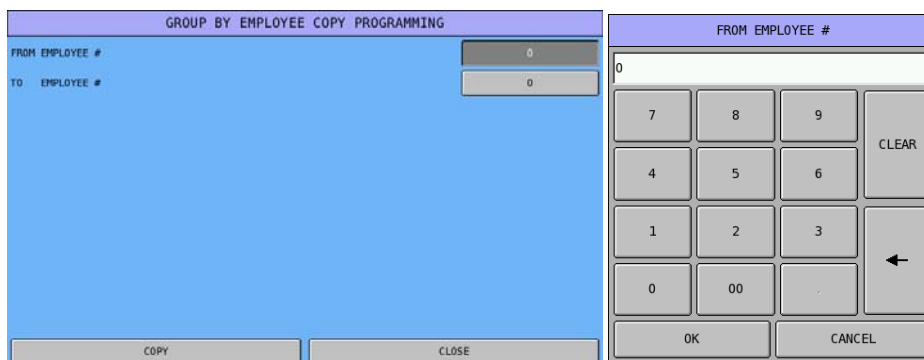 GROUP BY EMPLOYEE COPY PROGRAMMING
FROM EMPLOYEE # 0
TO EMPLOYEE # 0
COPY CLOSE
FROM EMPLOYEE #
0
7 8 9
CLEAR
4 5 6
1 2 3
0 00 .
OK CANCEL